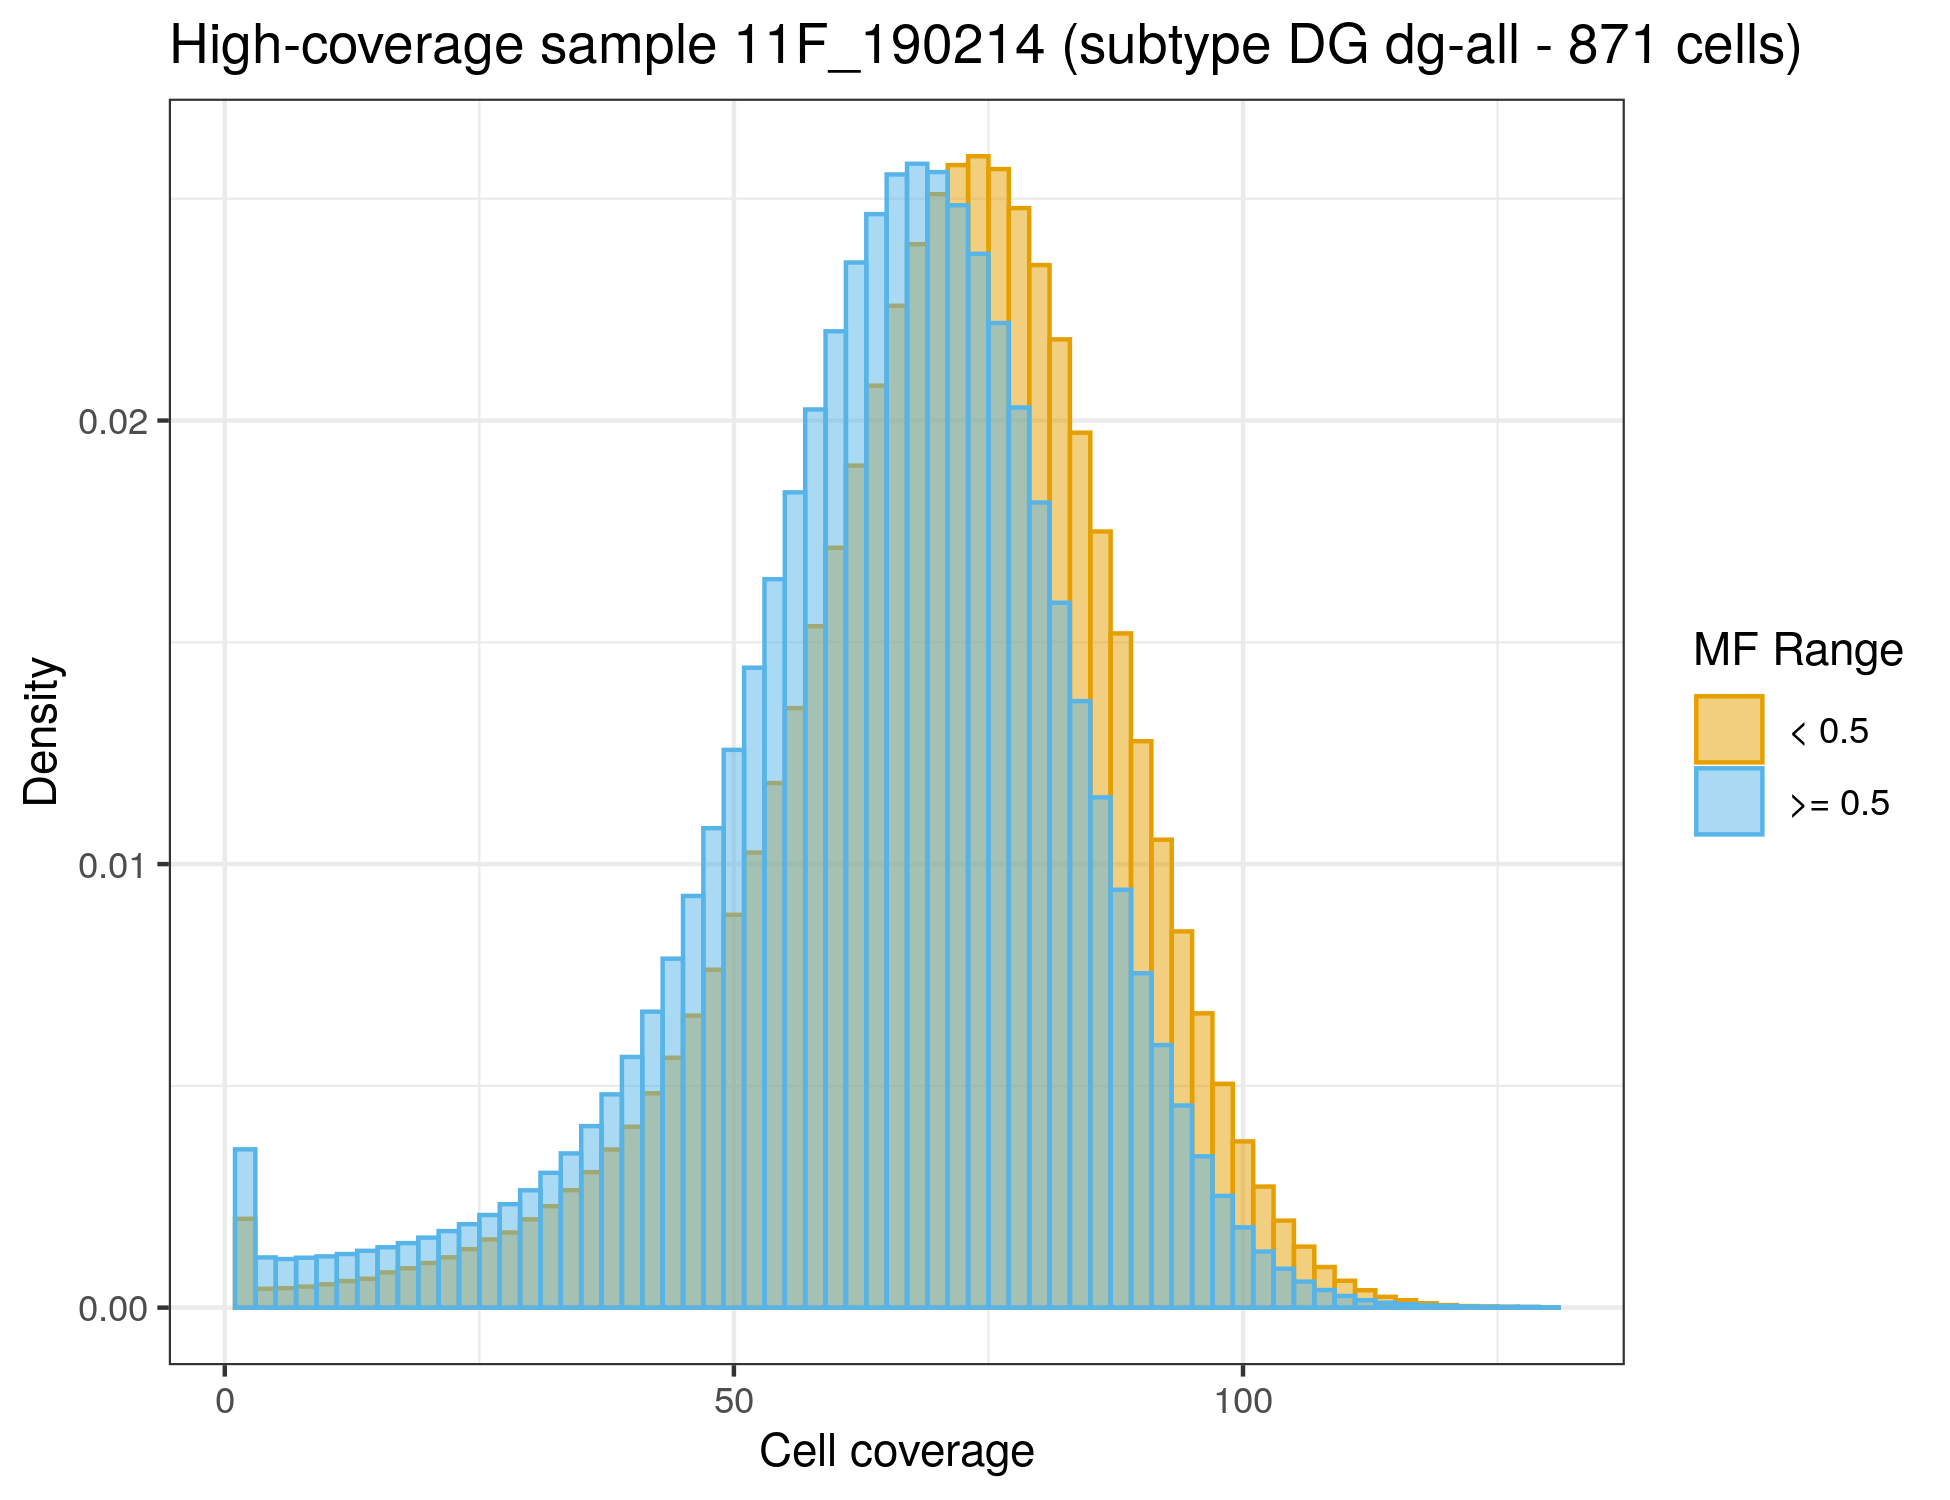 High-coverage sample 11F_190214 (subtype DG dg-all - 871 cells)
0.02
0.01
0.00
Density
0
50
100
Cell coverage
MF Range
< 0.5
>= 0.5